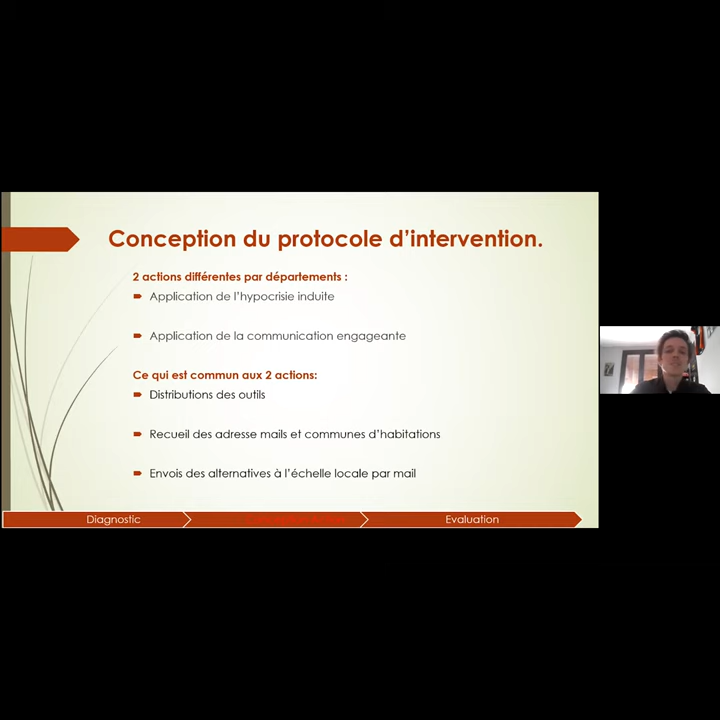 Conception du protocole d’intervention.
2 actions différentes par départements :
Application de l’hypocrisie induite
Application de la communication engageante
Ce qui est commun aux 2 actions:
Distributions des outils
Recueil des adresse mails et communes d’habitations
Envois des alternatives à l’échelle locale par mail
Diagnostic
Evaluation